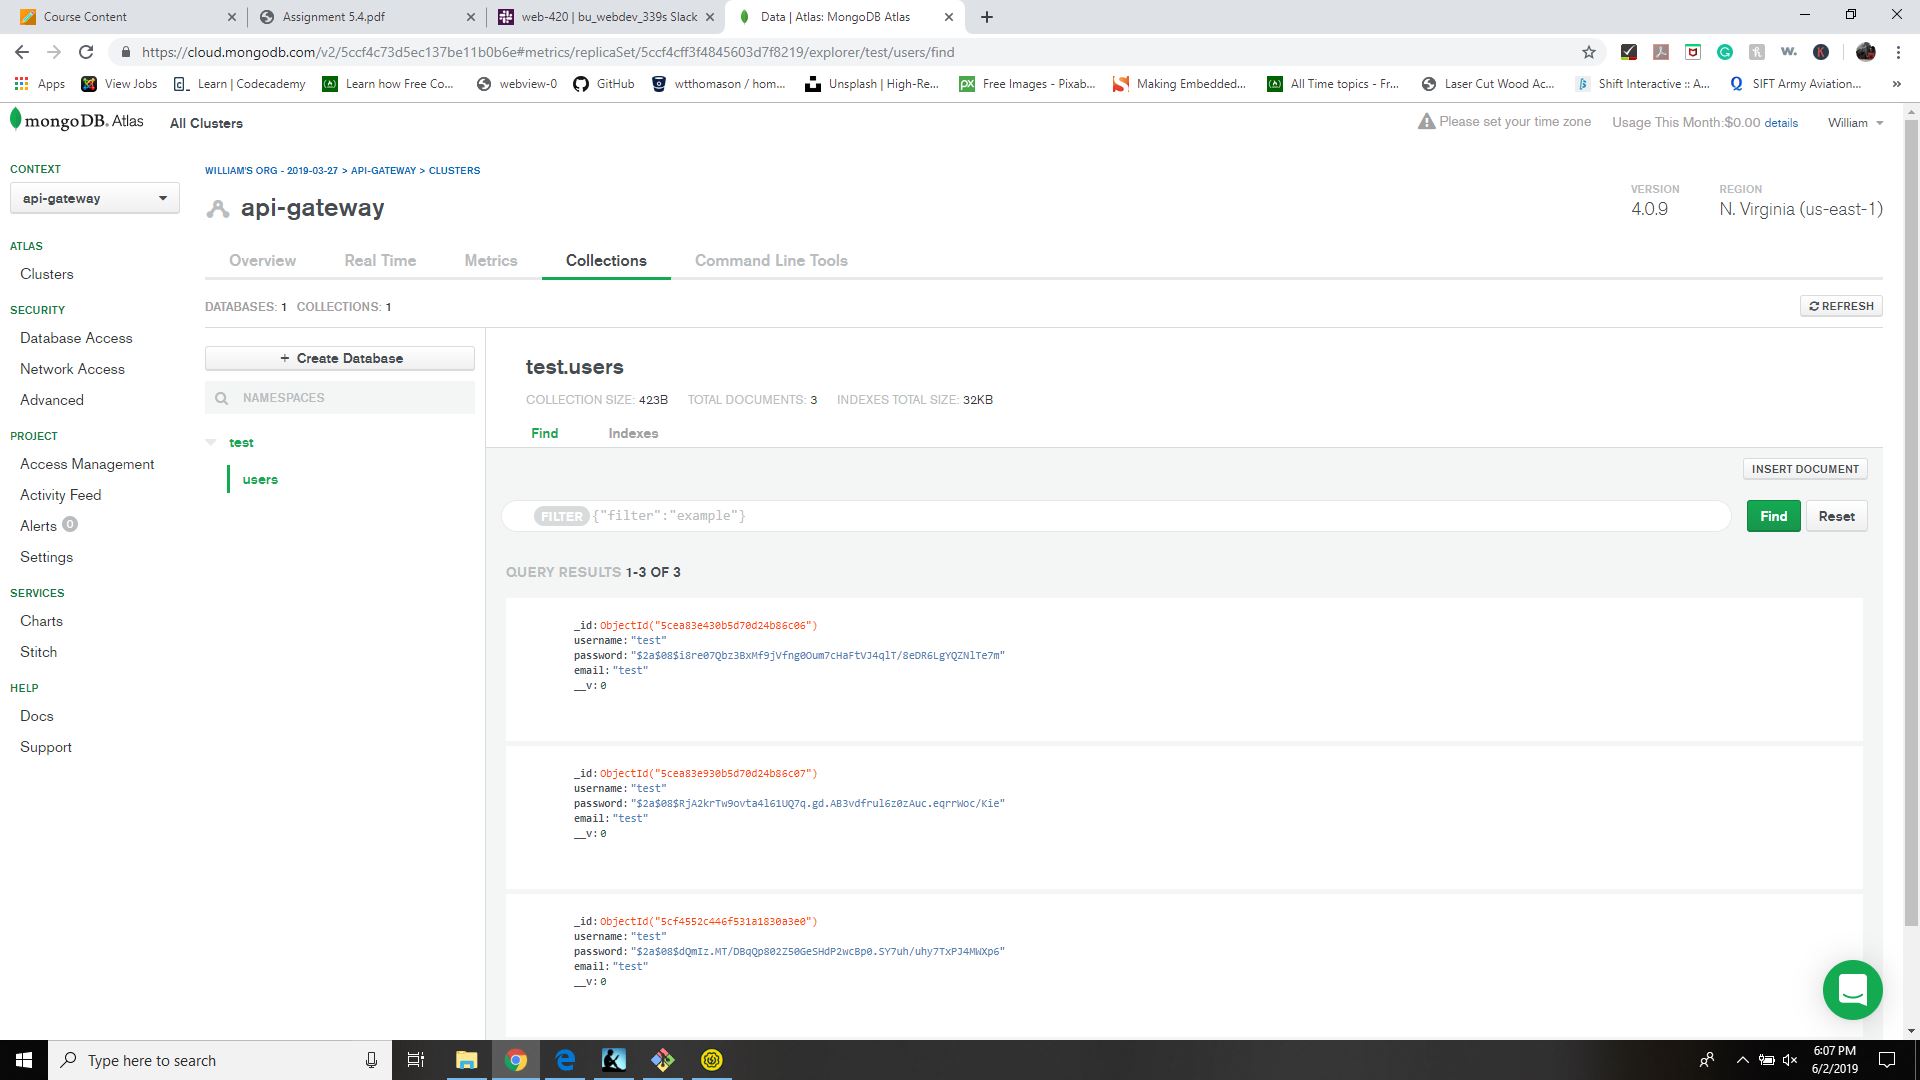 Course Content
Assignment 5.4.pdf
web-420 | bu_webdev_339s Slack
Data | Atlas: MongoDB Atlas
https://cloud.mongodb.com/v2/5ccf4c73d5ec137be11b0b6e#metrics/replicaSet/5ccf4cff3f4845603d7f8219/explorer/test/users/find
Apps
View Jobs
Learn | Codecademy
Learn how Free Co...
webview-0
GitHub
wtthomason / hom...
Unsplash | High-Re...
Free Images - Pixab...
Making Embedded...
All Time topics - Fr...
Laser Cut Wood Ac...
Shift Interactive :: A...
SIFT Army Aviation...
»
mongoDB. Atlas
All Clusters
Please set your time zone
Usage This Month:$0.00 details
William
CONTEXT
api-gateway
ATLAS
Clusters
SECURITY
Database Access
Network Access
Advanced
PROJECT
Access Management
Activity Feed
Alerts 0
Settings
SERVICES
Charts
Stitch
HELP
Docs
Support
WILLIAM'S ORG - 2019-03-27 > API-GATEWAY > CLUSTERS
api-gateway
VERSION
4.0.9
REGION
N. Virginia (us-east-1)
Overview
Real Time
Metrics
Collections
Command Line Tools
DATABASES: 1 COLLECTIONS: 1
REFRESH
+ Create Database
NAMESPACES
test
users
test.users
COLLECTION SIZE: 423B TOTAL DOCUMENTS: 3 INDEXES TOTAL SIZE: 32KB
Find
Indexes
INSERT DOCUMENT
FILTER {"filter":"example"}
Find
Reset
QUERY RESULTS 1-3 OF 3
_id:ObjectId("5cea83e430b5d70d24b86c06")
username:"test"
password:"$2a$08$i8re07Qbz3BxMf9jVfng0Oum7cHaFtVJ4qlT/8eDR6LgYQZNlTe7m"
email:"test"
__v:0
_id:ObjectId("5cea83e930b5d70d24b86c07")
username:"test"
password:"$2a$08$RjA2krTw9ovta4l61UQ7q.gd.AB3vdfrul6z0zAuc.eqrrWoc/Kie"
email:"test"
__v:0
_id:ObjectId("5cf4552c446f531a1830a3e0")
username:"test"
password:"$2a$08$dQmIz.MT/DBqQp802Z50GeSHdP2wcBp0.SY7uh/uhy7TxPJ4MWXp6"
email:"test"
__v:0
Type here to search
6:07 PM
6/2/2019